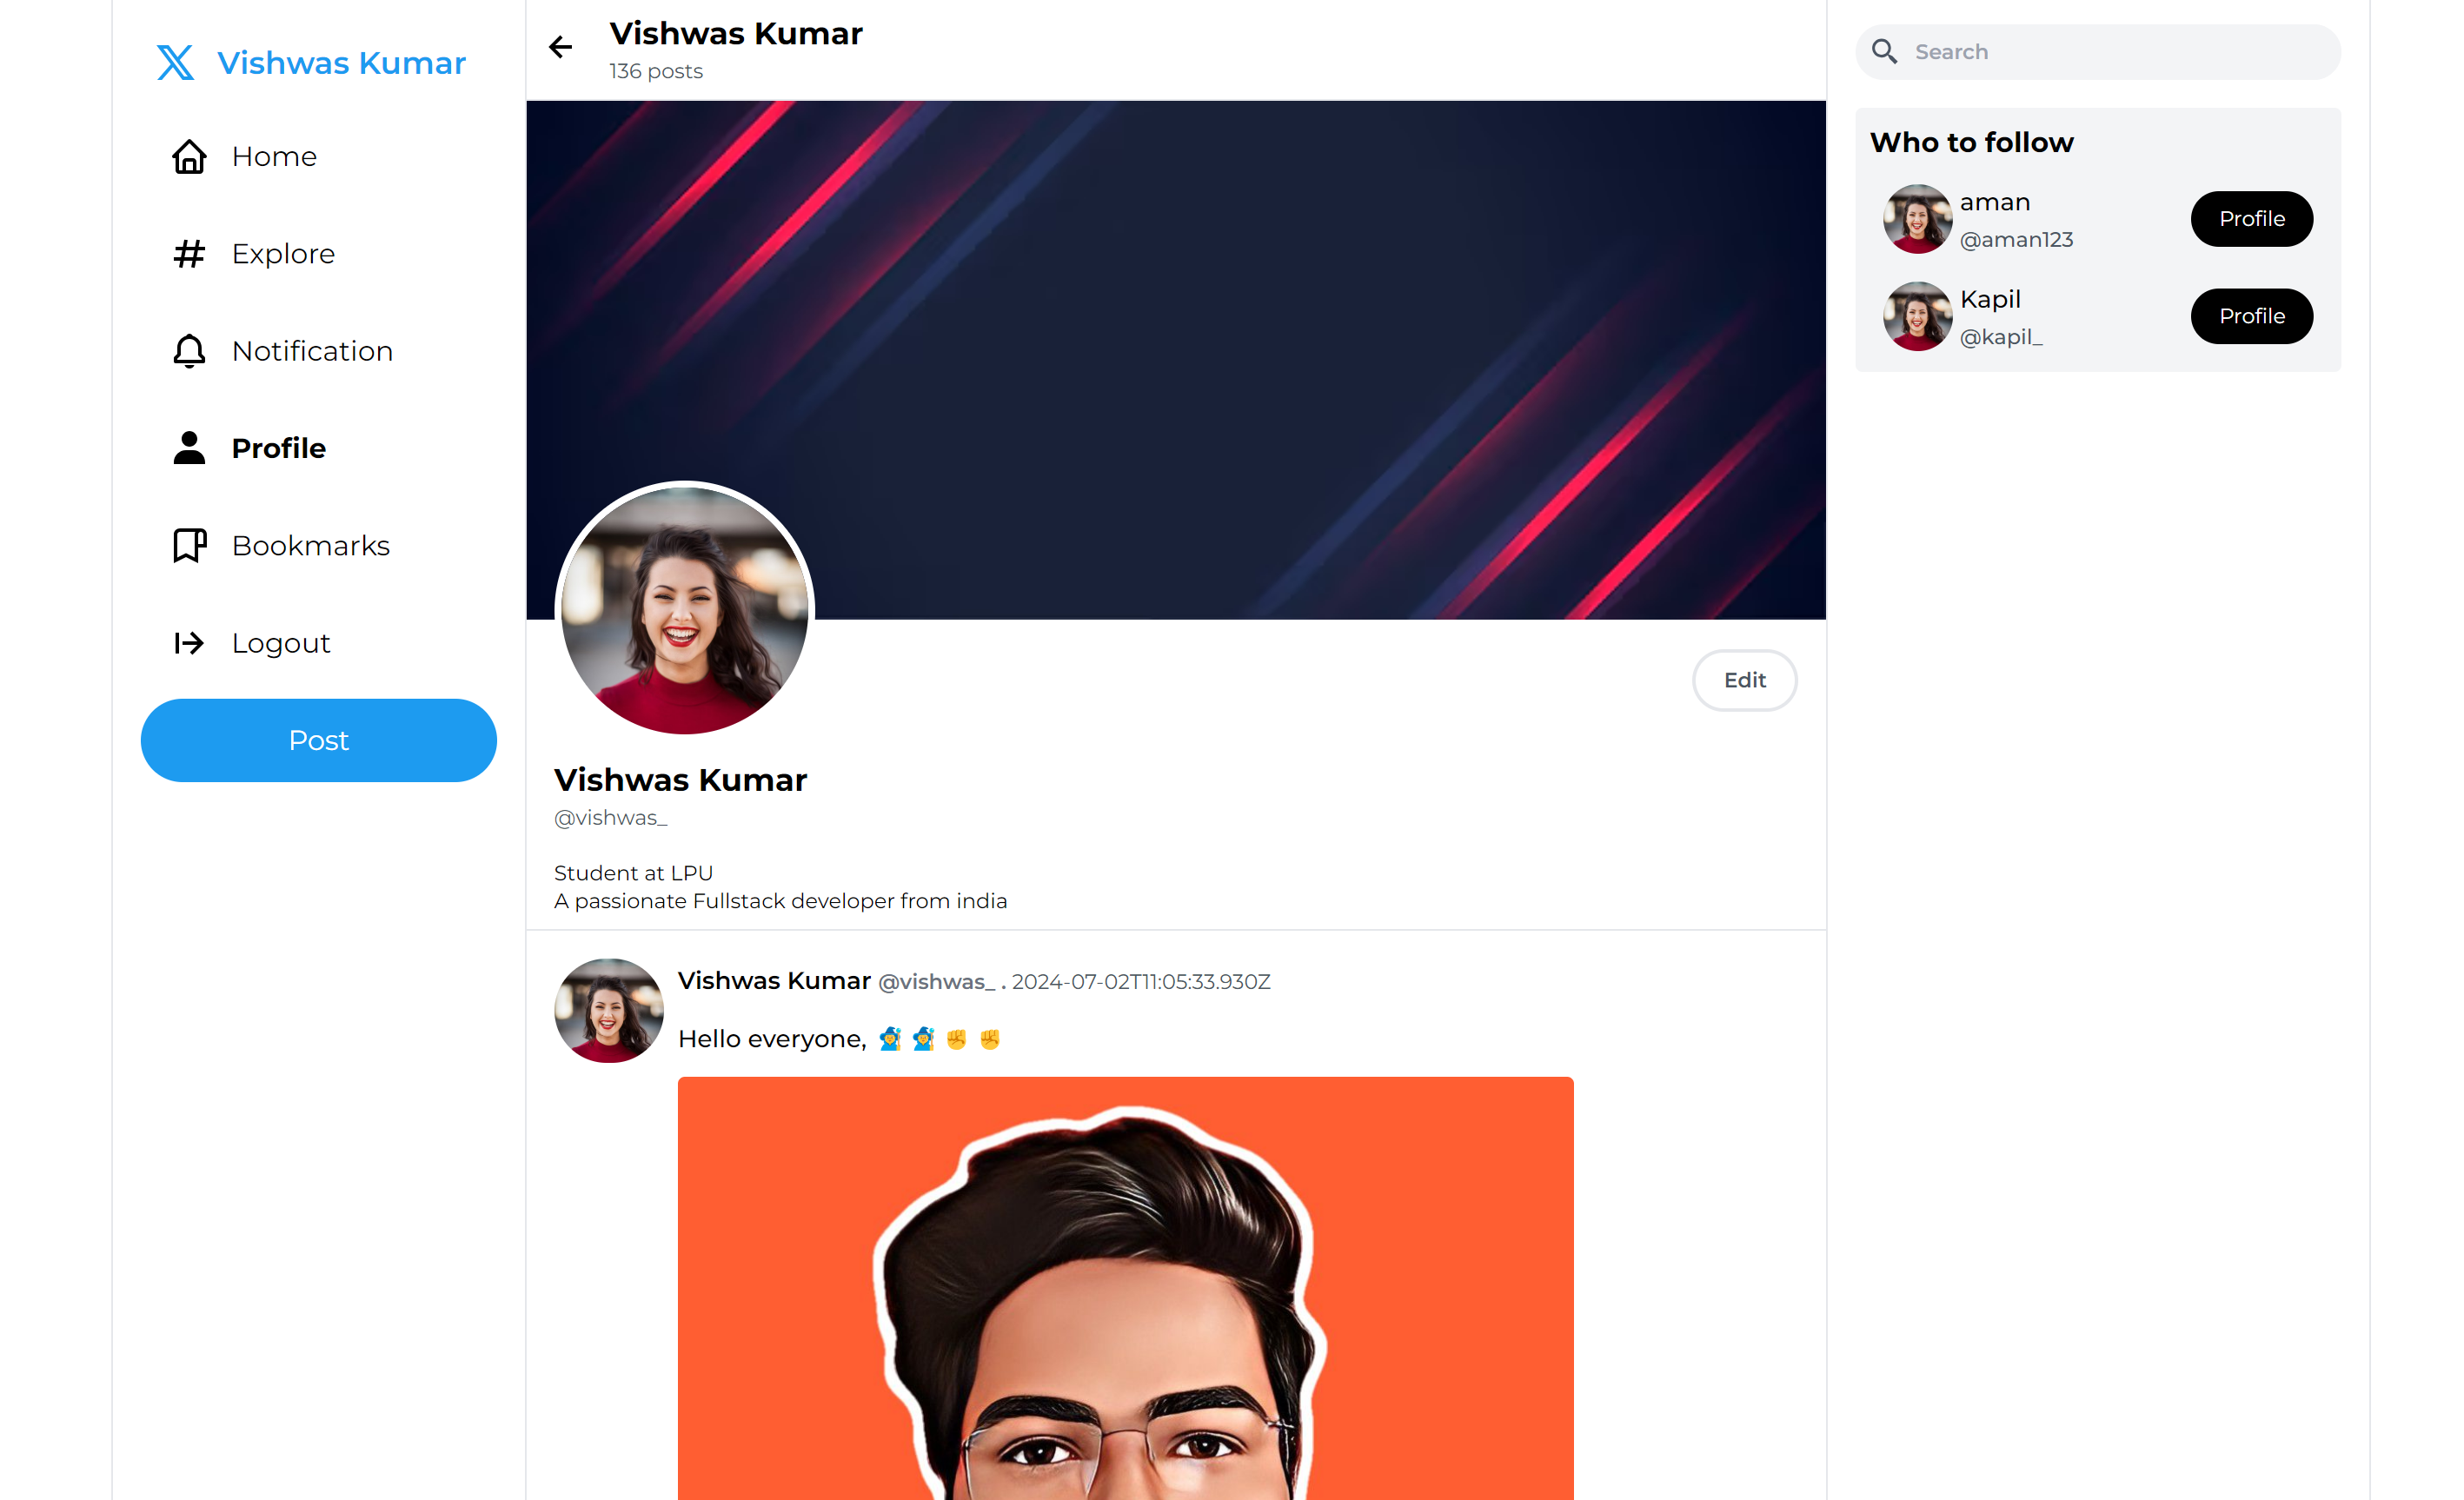 Vishwas Kumar
Home
Explore
Notification
Profile
Bookmarks
Logout
Post
Vishwas Kumar
136 posts
Edit
Vishwas Kumar
@vishwas_
Student at LPU
A passionate Fullstack developer from india
Vishwas Kumar @vishwas_ . 2024-07-02T11:05:33.930Z
Hello everyone, 🧙‍♂️ 🧙‍♂️ ✊ ✊
Search
Who to follow
aman
@aman123
Profile
Kapil
@kapil_
Profile